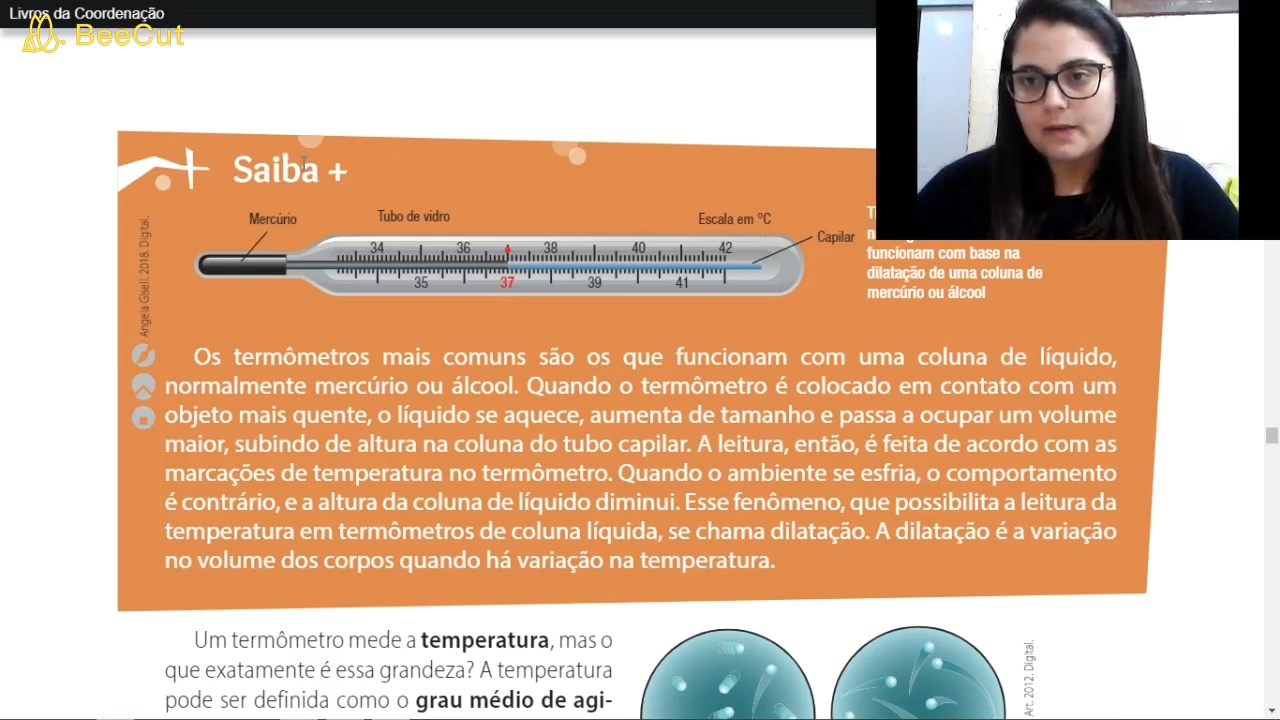 Livros da Coordenação
BeeCut
Saiba +
Mercúrio
Tubo de vidro
Escala em ºC
Capilar
34 36 38 40 42
35 37 39 41
funcionam com base na
dilatação de uma coluna de
mercúrio ou álcool
Angela Giseli. 2018. Digital.
Os termômetros mais comuns são os que funcionam com uma coluna de líquido,
normalmente mercúrio ou álcool. Quando o termômetro é colocado em contato com um
objeto mais quente, o líquido se aquece, aumenta de tamanho e passa a ocupar um volume
maior, subindo de altura na coluna do tubo capilar. A leitura, então, é feita de acordo com as
marcações de temperatura no termômetro. Quando o ambiente se esfria, o comportamento
é contrário, e a altura da coluna de líquido diminui. Esse fenômeno, que possibilita a leitura da
temperatura em termômetros de coluna líquida, se chama dilatação. A dilatação é a variação
no volume dos corpos quando há variação na temperatura.
Um termômetro mede a temperatura, mas o
que exatamente é essa grandeza? A temperatura
pode ser definida como o grau médio de agi-
Art. 2012. Digital.